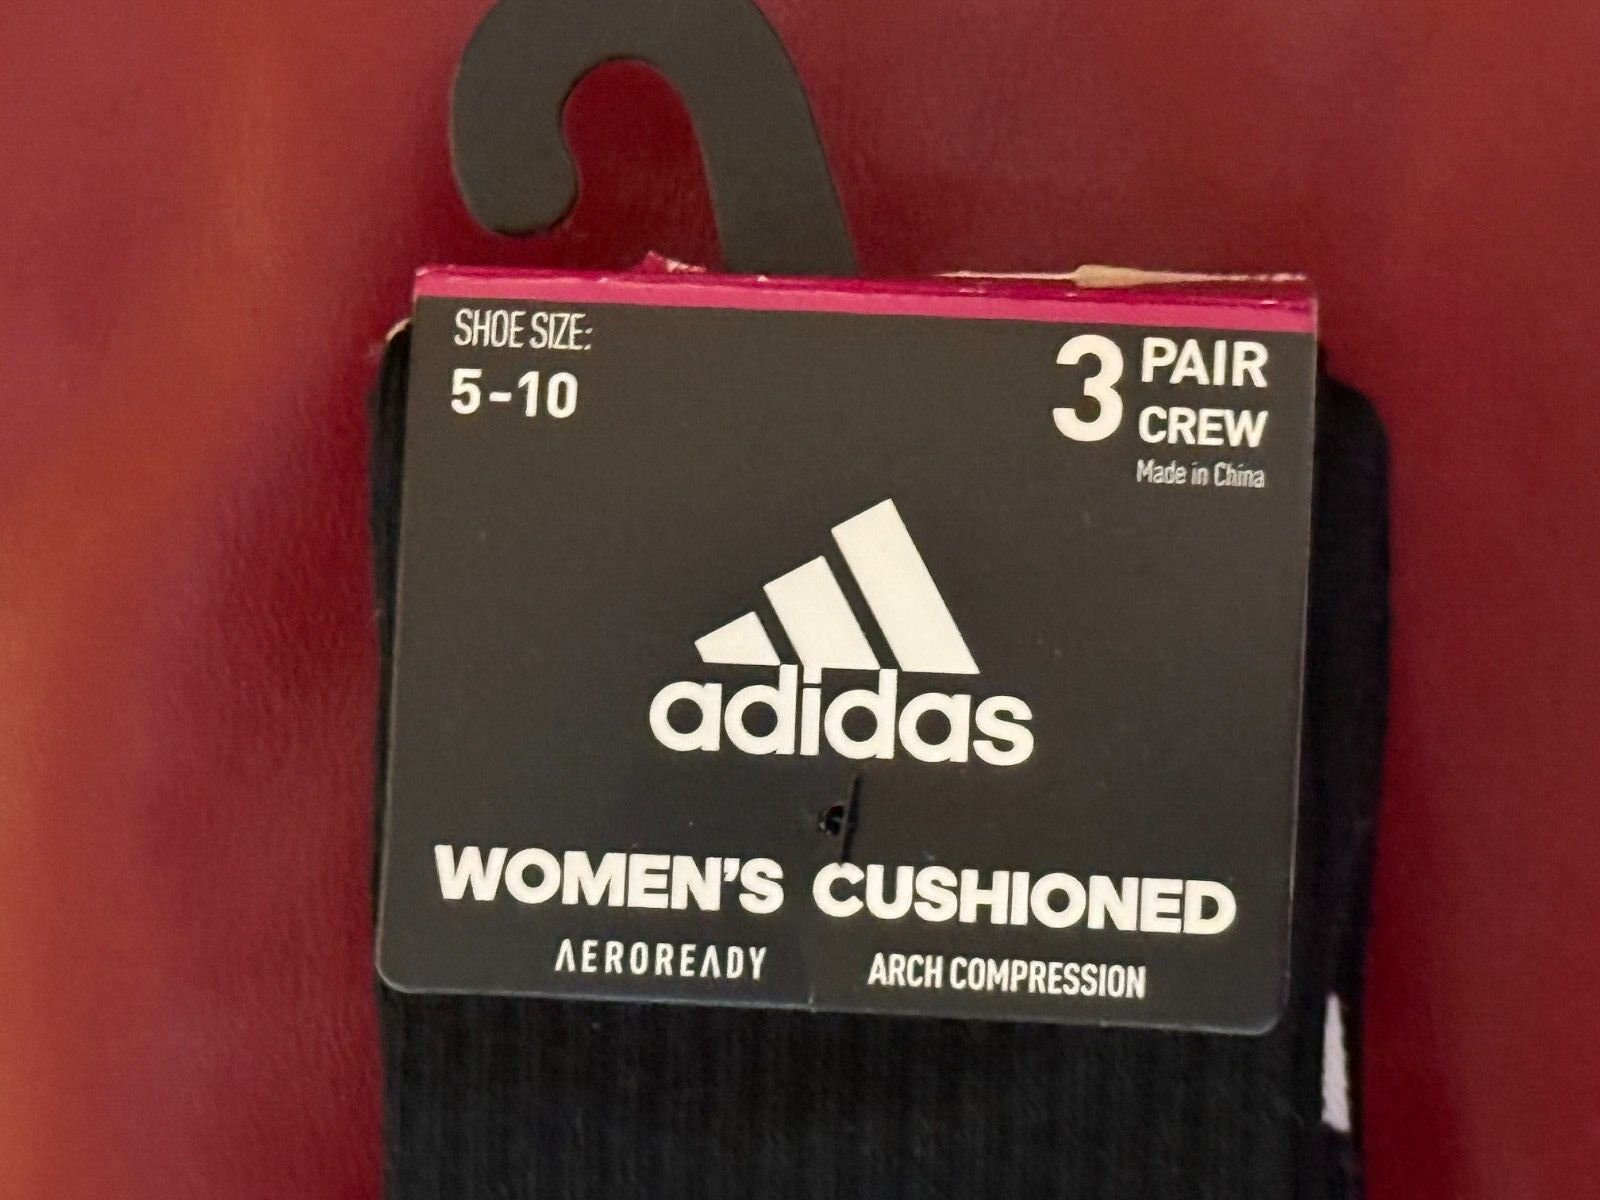 SHOE SIZE:
5-10
3 PAIR
CREW
Made in China
adidas
WOMEN'S CUSHIONED
AEROREADY
ARCH COMPRESSION